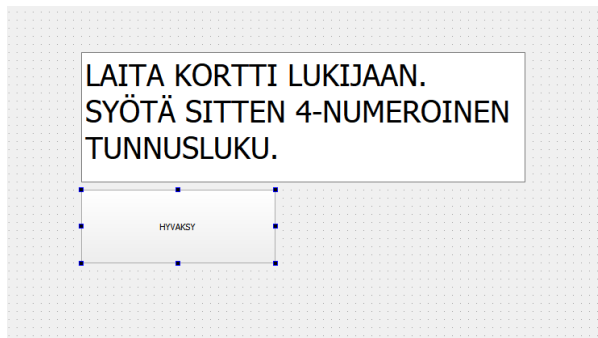 LAITA KORTTI LUKIJAAN.
SYÖTÄ SITTEN 4-NUMEROINEN
TUNNUSLUKU.
HYVAKSY